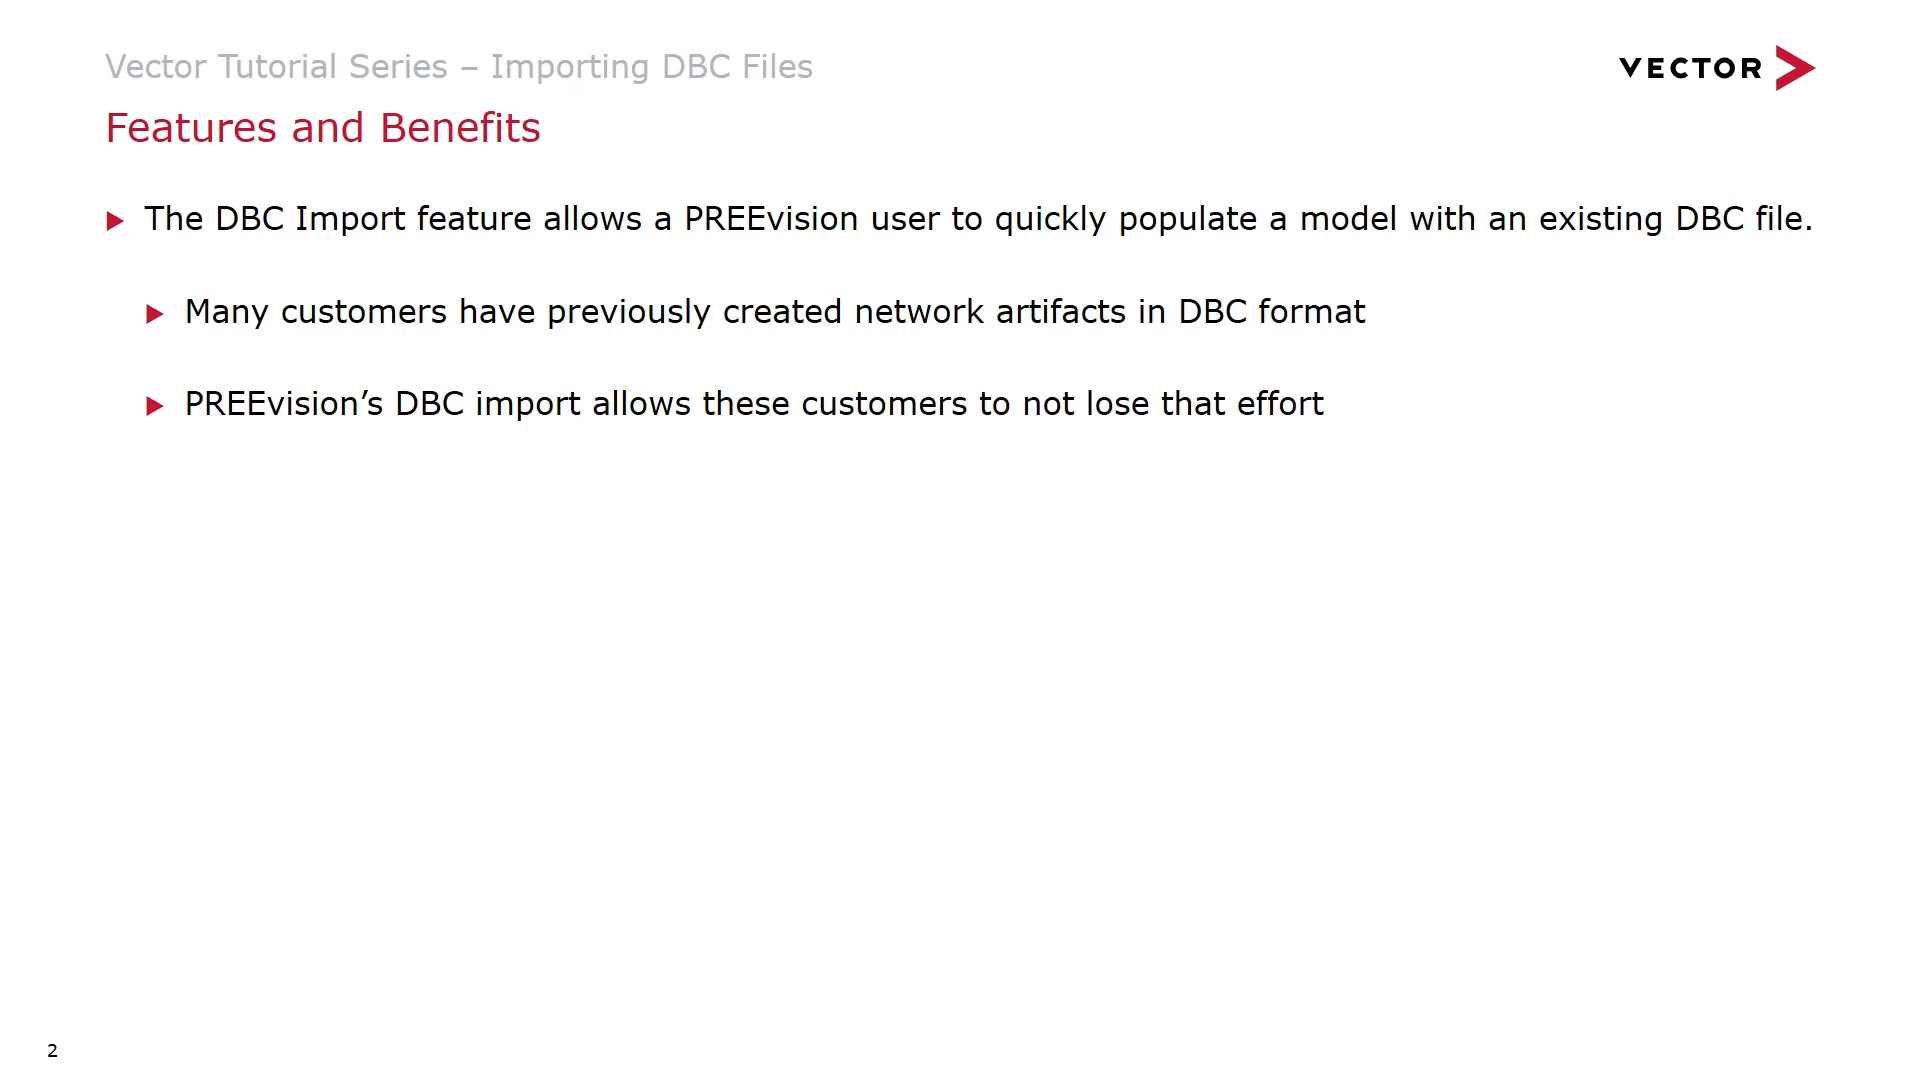 Vector Tutorial Series – Importing DBC Files
VECTOR
Features and Benefits
The DBC Import feature allows a PREEvision user to quickly populate a model with an existing DBC file.
Many customers have previously created network artifacts in DBC format
PREEvision’s DBC import allows these customers to not lose that effort
2